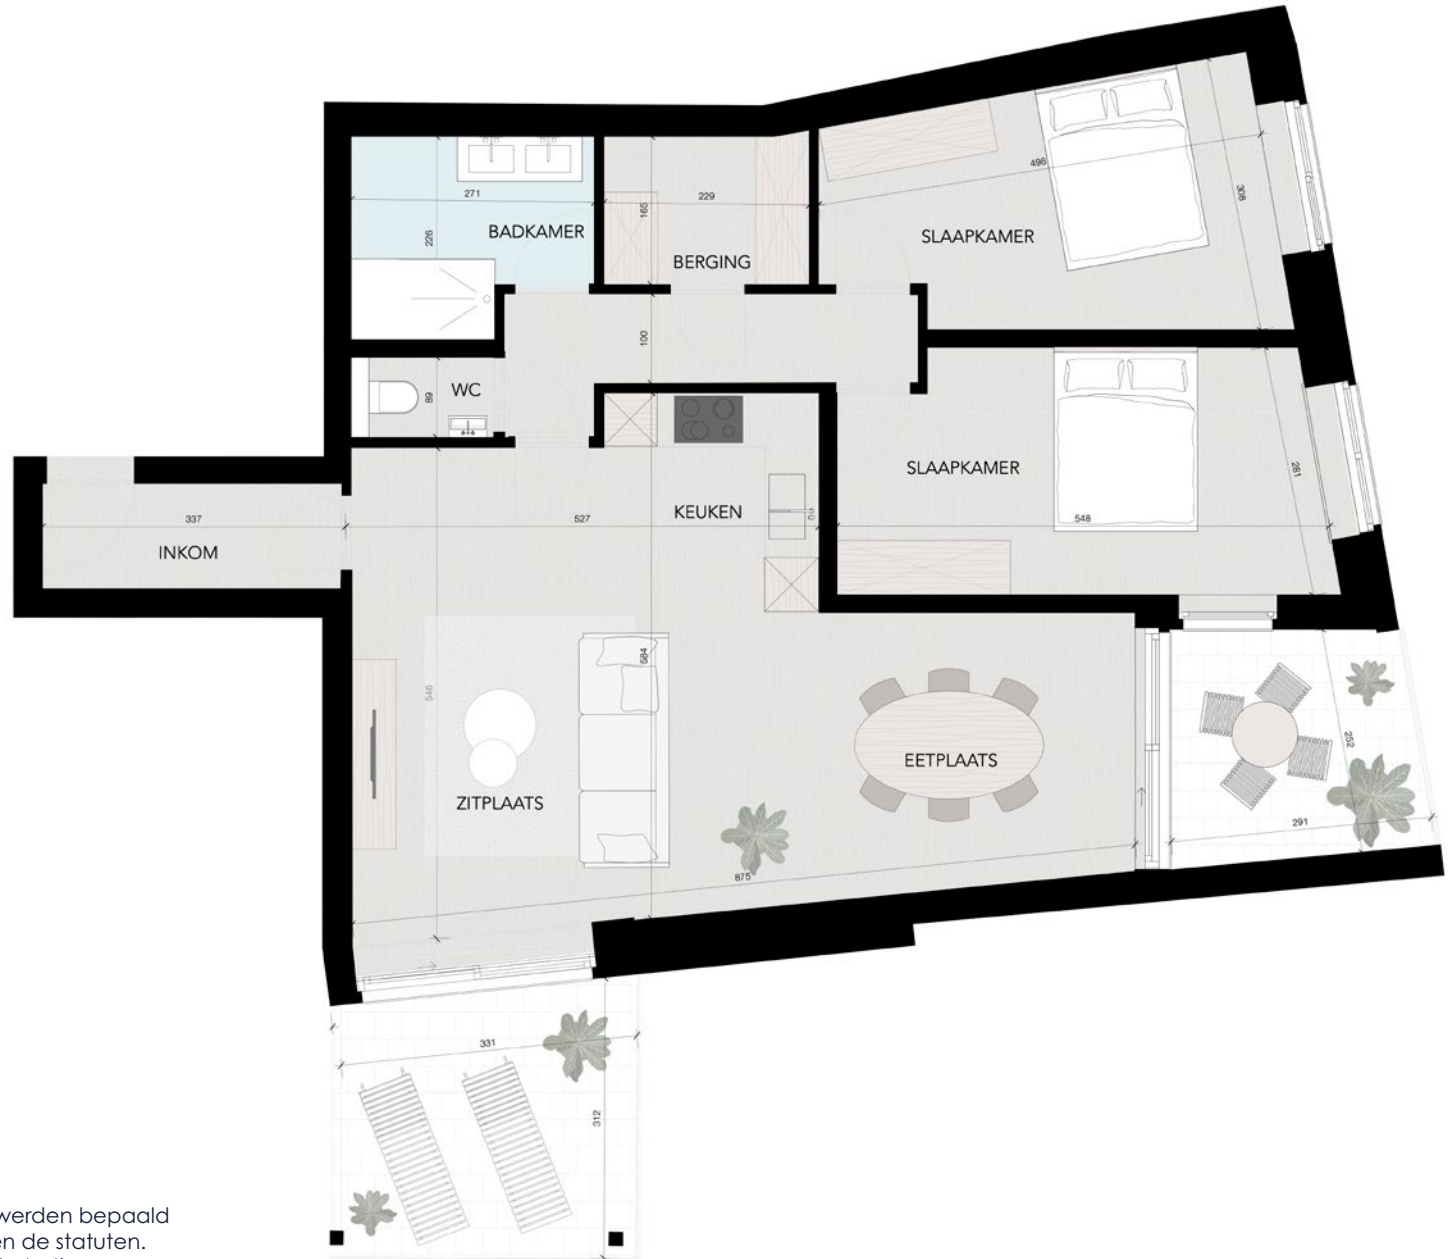 496
308
271
229
165
226
BADKAMER
SLAAPKAMER
BERGING
100
WC
89
SLAAPKAMER
281
KEUKEN
337
527
548
INKOM
584
546
252
EETPLAATS
ZITPLAATS
291
875
331
312
werden bepaald
en de statuten.